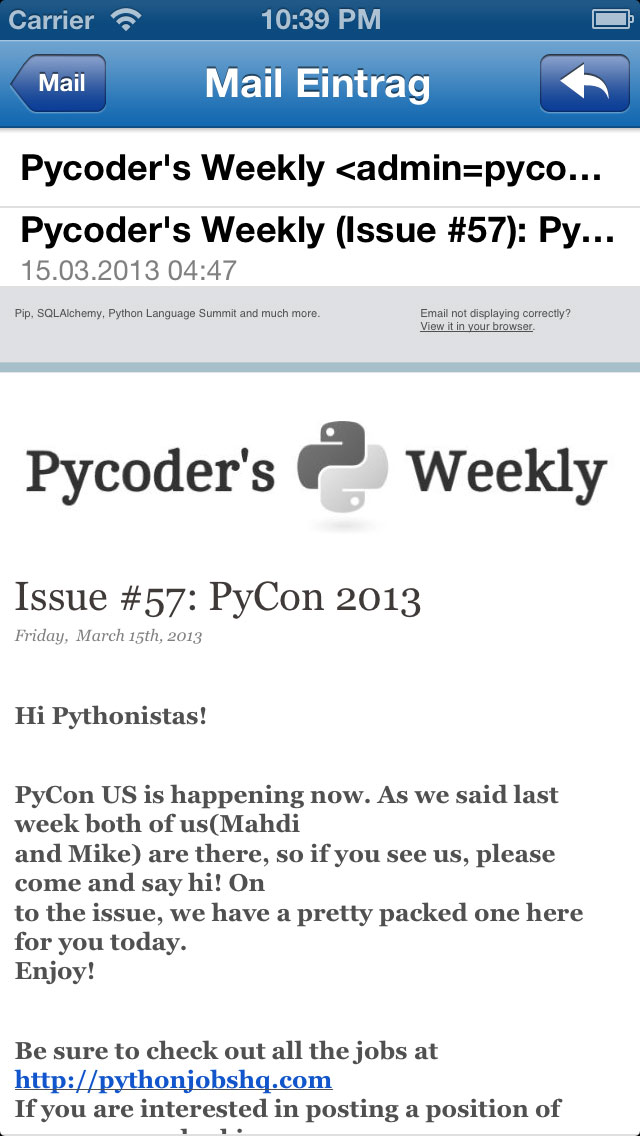 Carrier 10:39 PM
Mail Mail Eintrag
Pycoder's Weekly <admin=pyco...
Pycoder's Weekly (Issue #57): Py...
15.03.2013 04:47
Pip, SQLAlchemy, Python Language Summit and much more. Email not displaying correctly?
View it in your browser.
Pycoder's Weekly
Issue #57: PyCon 2013
Friday, March 15th, 2013
Hi Pythonistas!
PyCon US is happening now. As we said last
week both of us(Mahdi
and Mike) are there, so if you see us, please
come and say hi! On
to the issue, we have a pretty packed one here
for you today.
Enjoy!
Be sure to check out all the jobs at
http://pythonjobshq.com
If you are interested in posting a position of